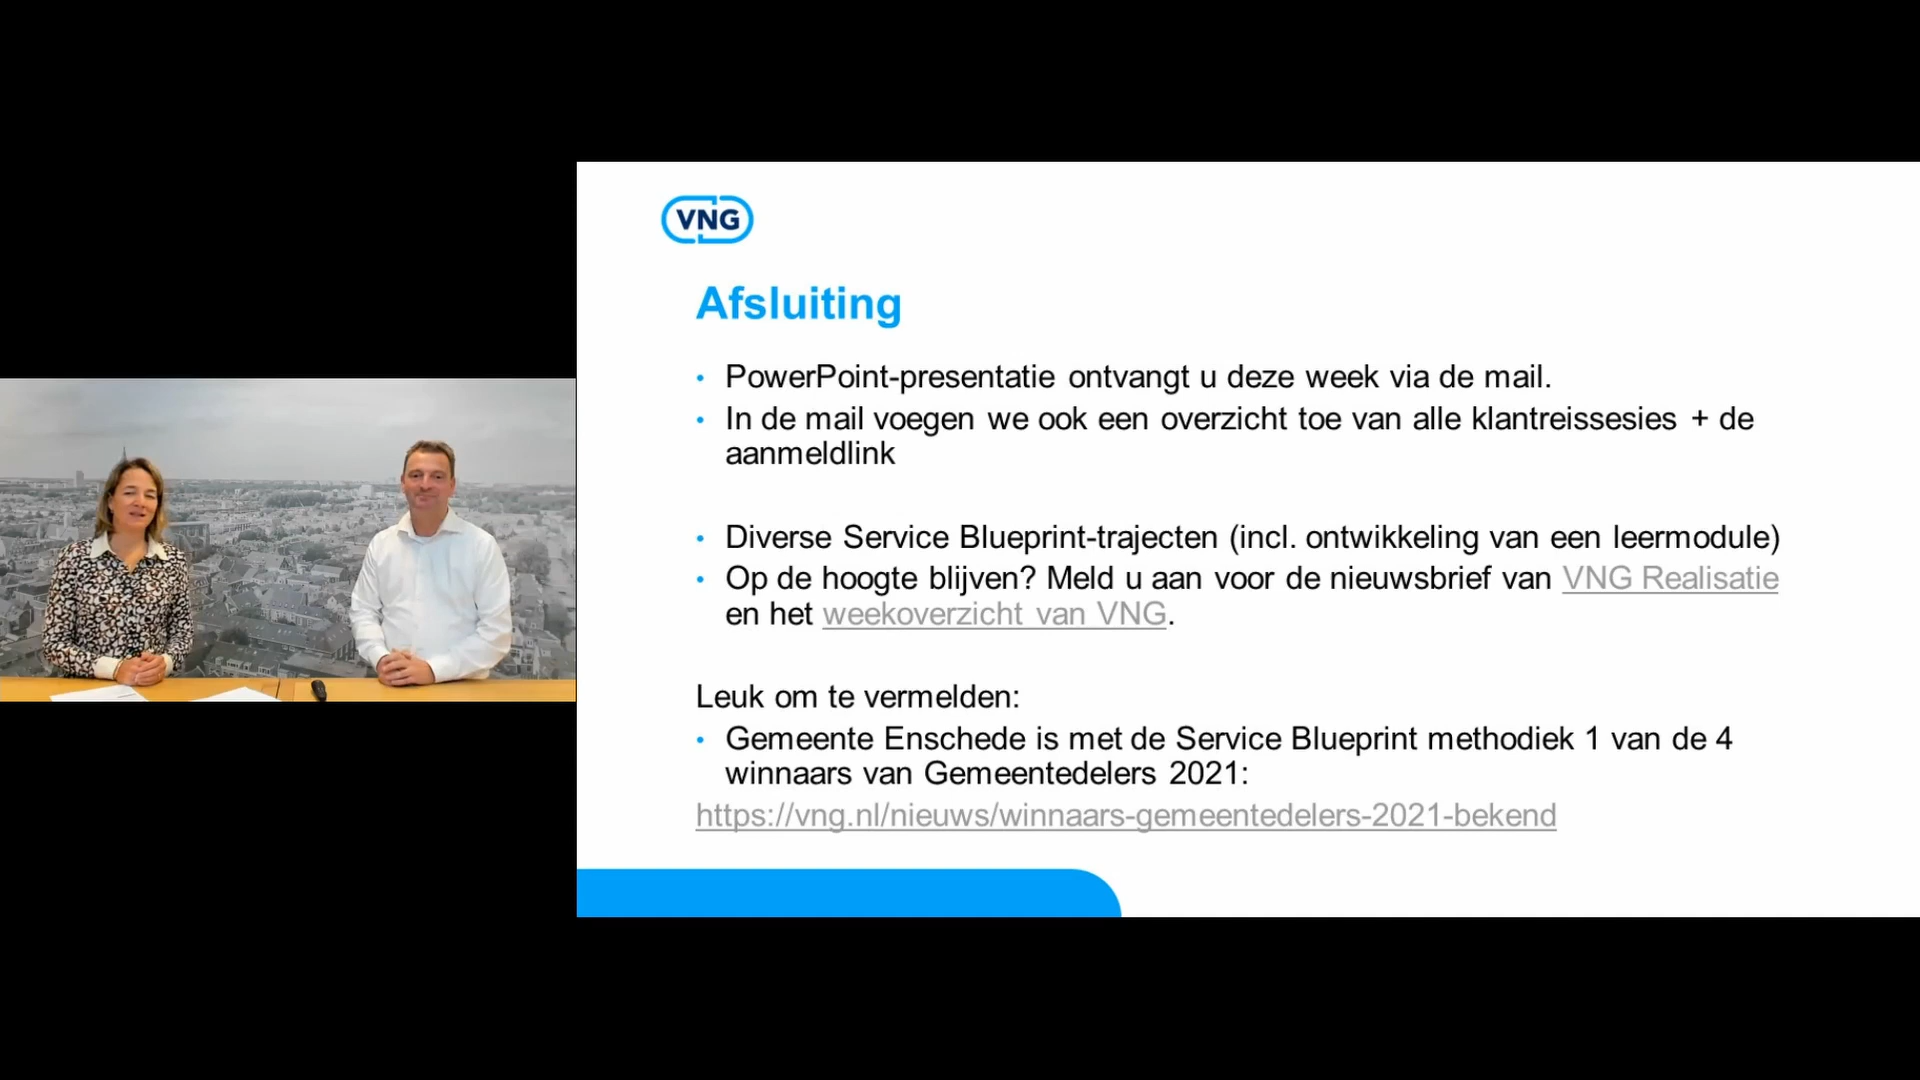 VNG
Afsluiting
• PowerPoint-presentatie ontvangt u deze week via de mail.
• In de mail voegen we ook een overzicht toe van alle klantreissesies + de
aanmeldlink
• Diverse Service Blueprint-trajecten (incl. ontwikkeling van een leermodule)
• Op de hoogte blijven? Meld u aan voor de nieuwsbrief van VNG Realisatie
en het weekoverzicht van VNG.
Leuk om te vermelden:
• Gemeente Enschede is met de Service Blueprint methodiek 1 van de 4
winnaars van Gemeentedelers 2021:
https://vng.nl/nieuws/winnaars-gemeentedelers-2021-bekend